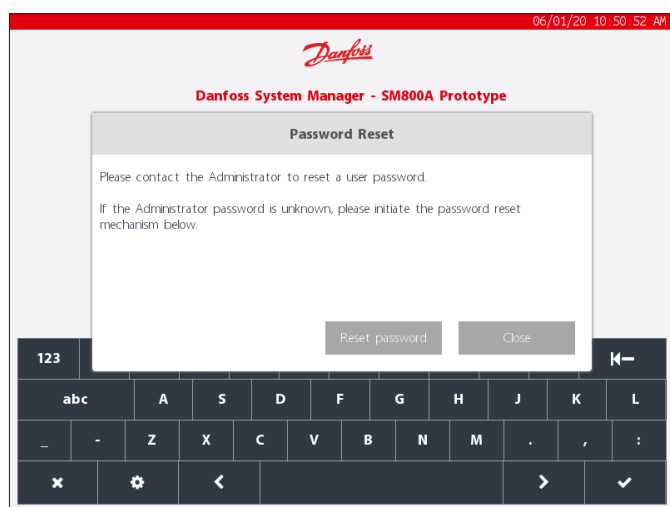 06/01/20 10:50:52 AM
Danfoss
Danfoss System Manager - SM800A Prototype
Password Reset
Please contact the Administrator to reset a user password.
If the Administrator password is unknown, please initiate the password reset
mechanism below.
Reset password Close
123
abc A S D F G H J K L
_ - Z X C V B N M . , :